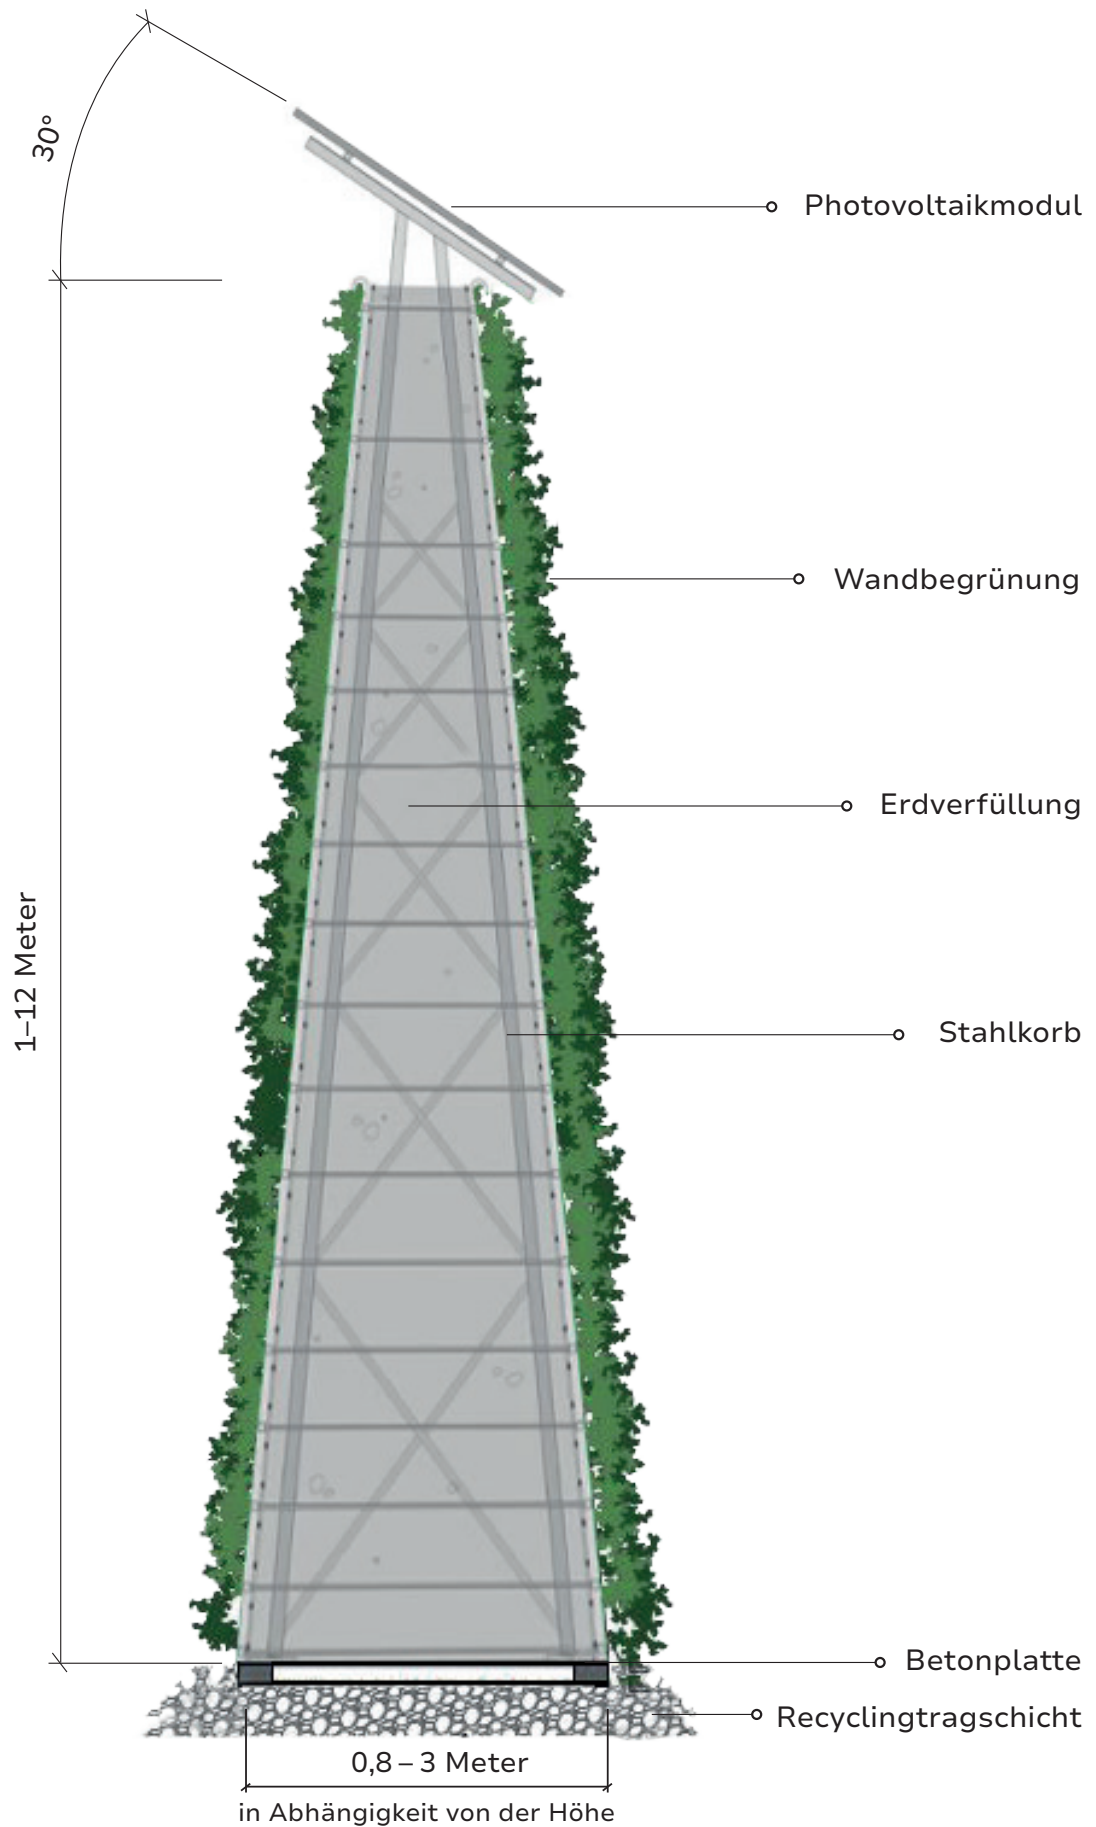 30°
Photovoltaikmodul
Wandbegrünung
Erdverfüllung
1–12 Meter
Stahlkorb
Betonplatte
Recyclingtragschicht
0,8 – 3 Meter
in Abhängigkeit von der Höhe